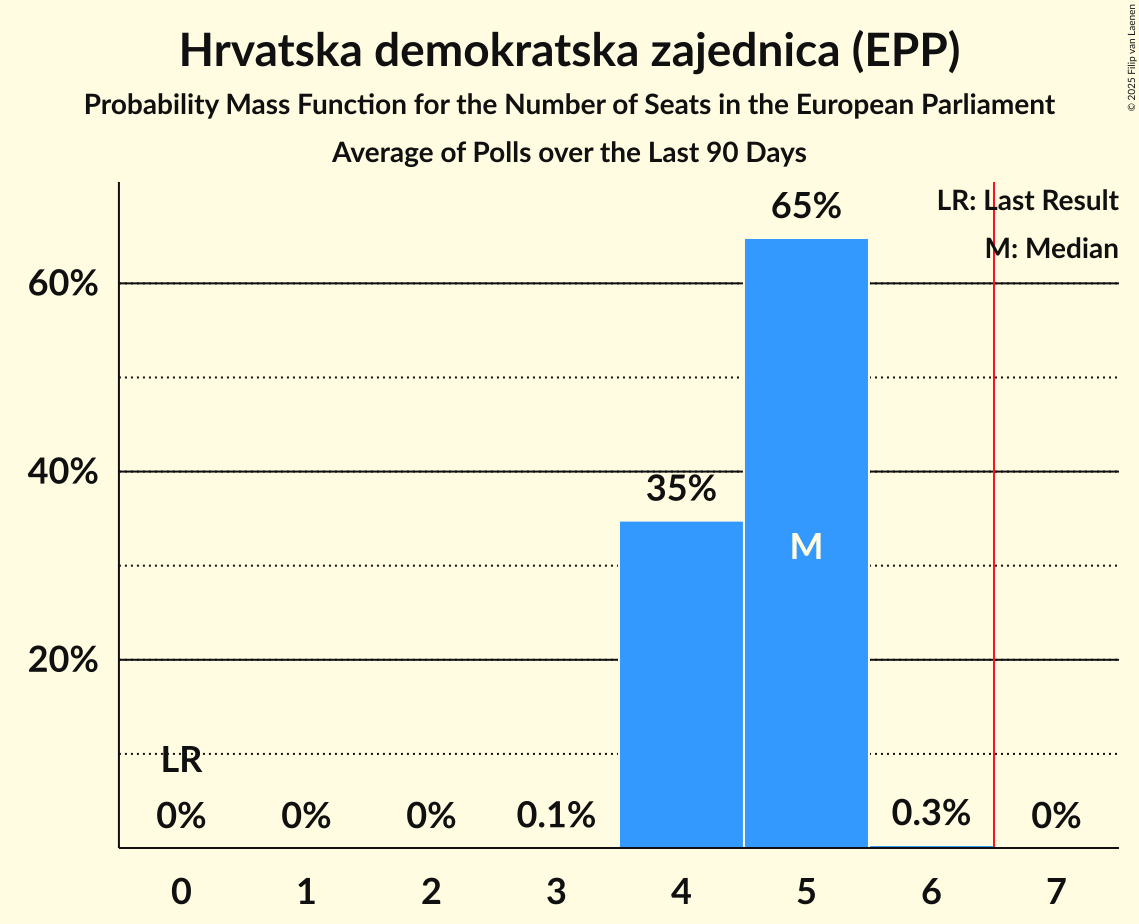 Hrvatska demokratska zajednica (EPP)
Probability Mass Function for the Number of Seats in the European Parliament
Average of Polls over the Last 90 Days
© 2025 Filip van Laenen
LR: Last Result
M: Median
65%
60%
40%
35%
M
20%
LR
0% 0% 0% 0.1% 0.3% 0%
0 1 2 3 4 5 6 7